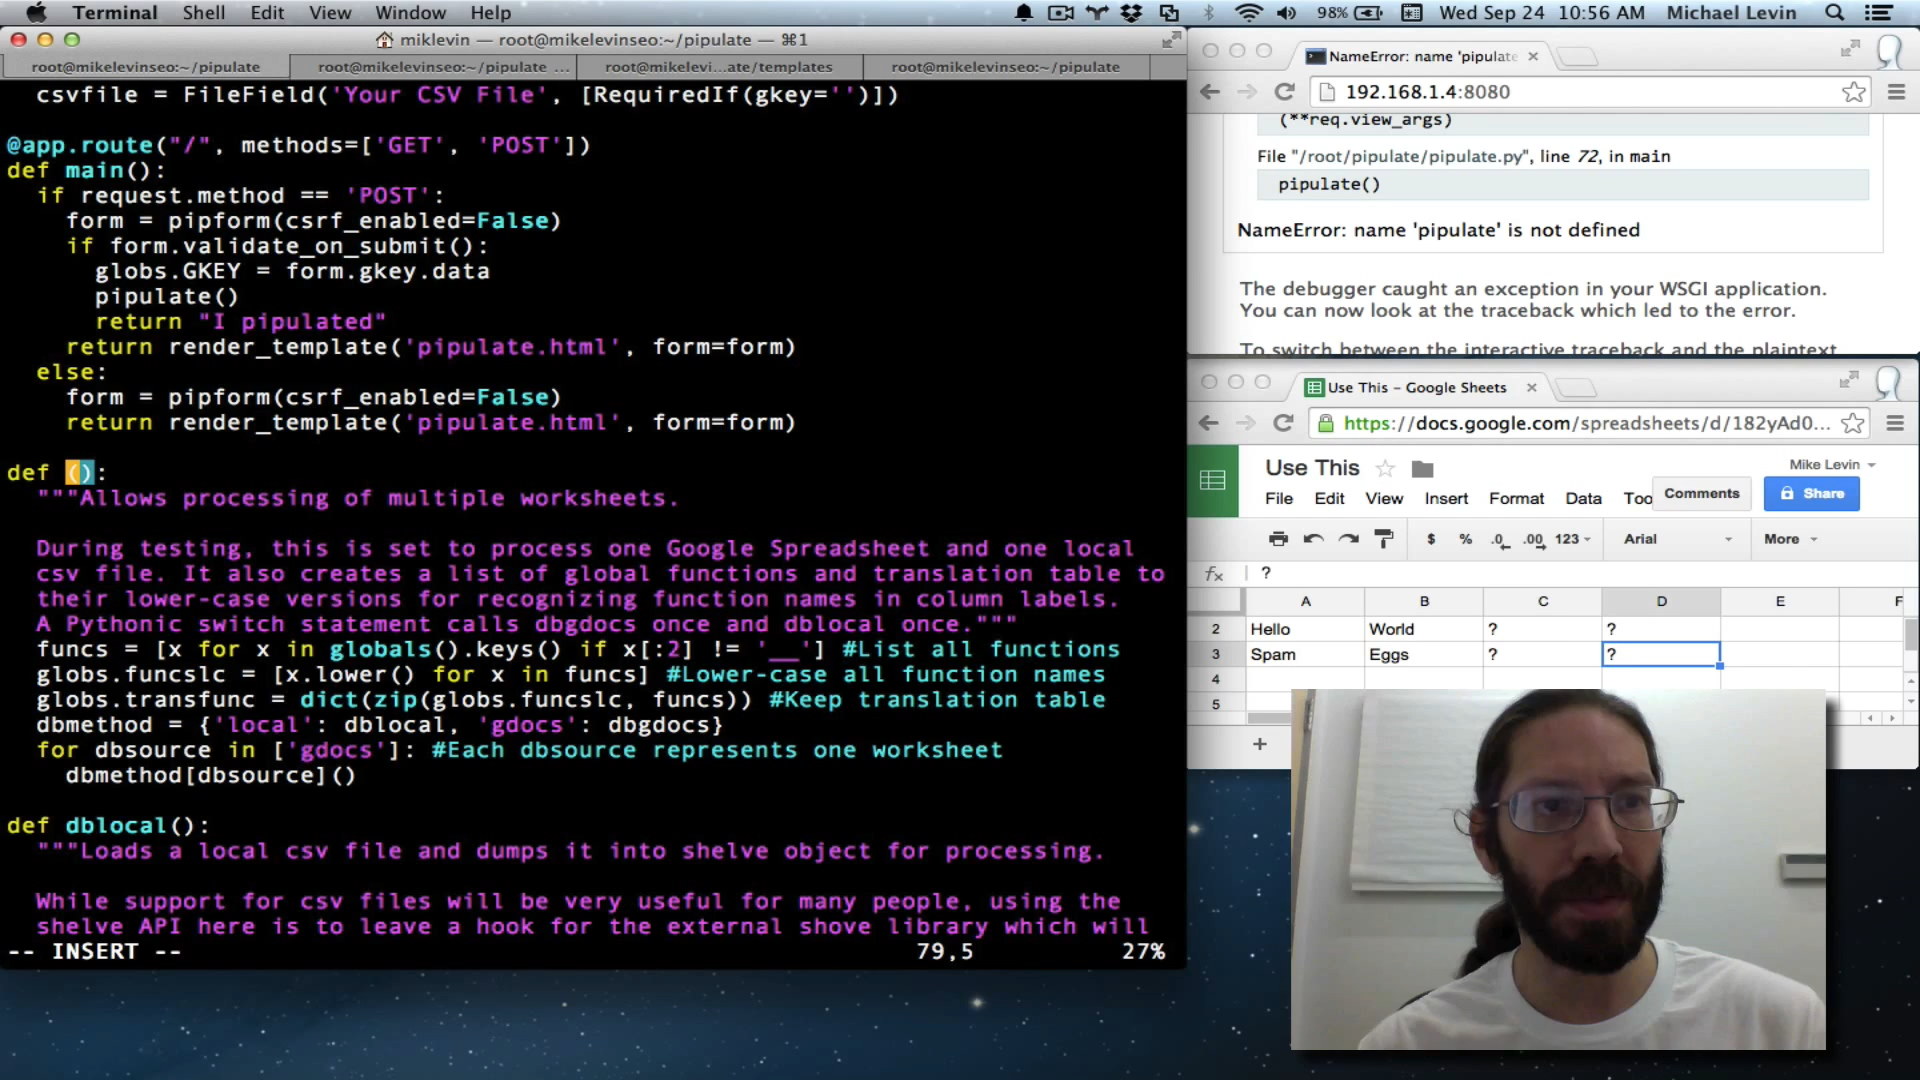 Terminal Shell Edit View Window Help 98% Wed Sep 24 10:56 AM Michael Levin
miklevin — root@mikelevinseo:~/pipulate — ⌘1
root@mikelevinseo:~/pipulate root@mikelevinseo:~/pipulate ... root@mikelevi...ate/templates root@mikelevinseo:~/pipulate
csvfile = FileField('Your CSV File', [RequiredIf(gkey='')])
@app.route("/", methods=['GET', 'POST'])
def main():
if request.method == 'POST':
form = pipform(csrf_enabled=False)
if form.validate_on_submit():
globs.GKEY = form.gkey.data
pipulate()
return "I pipulated"
return render_template('pipulate.html', form=form)
else:
form = pipform(csrf_enabled=False)
return render_template('pipulate.html', form=form)
def ():
"""Allows processing of multiple worksheets.
During testing, this is set to process one Google Spreadsheet and one local
csv file. It also creates a list of global functions and translation table to
their lower-case versions for recognizing function names in column labels.
A Pythonic switch statement calls dbgdocs once and dblocal once."""
funcs = [x for x in globals().keys() if x[:2] != '__'] #List all functions
globs.funcslc = [x.lower() for x in funcs] #Lower-case all function names
globs.transfunc = dict(zip(globs.funcslc, funcs)) #Keep translation table
dbmethod = {'local': dblocal, 'gdocs': dbgdocs}
for dbsource in ['gdocs']: #Each dbsource represents one worksheet
dbmethod[dbsource]()
def dblocal():
"""Loads a local csv file and dumps it into shelve object for processing.
While support for csv files will be very useful for many people, using the
shelve API here is to leave a hook for the external shove library which will
-- INSERT -- 79,5 27%
NameError: name 'pipulate
192.168.1.4:8080
(**req.view_args)
File "/root/pipulate/pipulate.py", line 72, in main
pipulate()
NameError: name 'pipulate' is not defined
The debugger caught an exception in your WSGI application.
You can now look at the traceback which led to the error.
To switch between the interactive traceback and the plaintext
Use This – Google Sheets
https://docs.google.com/spreadsheets/d/182yAd0...
Use This Mike Levin
File Edit View Insert Format Data Too Comments Share
$ % .0 .00 123 Arial More
fx ?
A B C D E F
2 Hello World ? ?
3 Spam Eggs ? ?
4
5
+